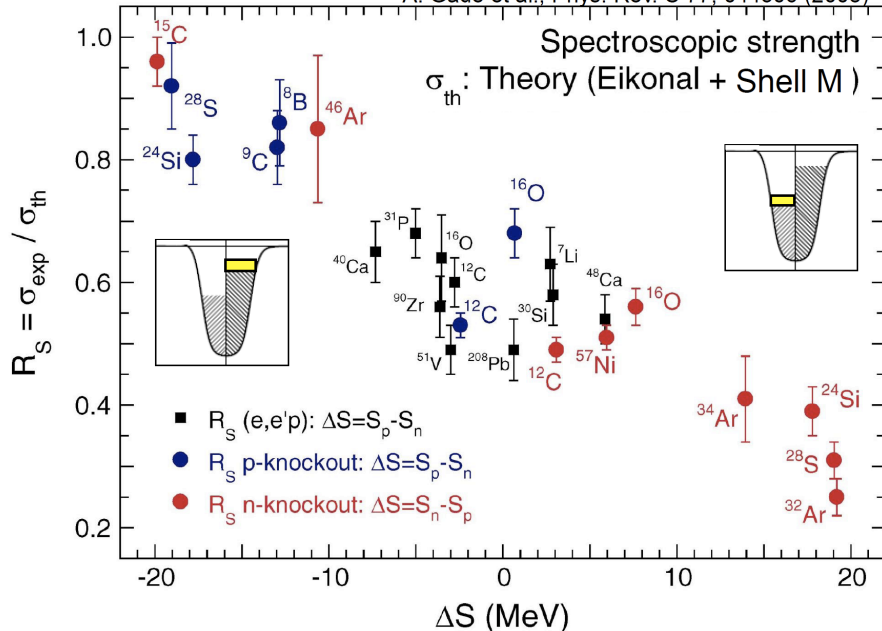 Spectroscopic strength
σth: Theory (Eikonal + Shell M )
RS = σexp / σth
1.0
0.8
0.6
0.4
0.2
15C
28S
24Si
8B
9C
46Ar
16O
31P
40Ca
16O
12C
90Zr
12C
51V
208Pb
7Li
30Si
48Ca
16O
12C
57Ni
34Ar
24Si
28S
32Ar
RS (e,e'p): ΔS=Sp-Sn
RS p-knockout: ΔS=Sp-Sn
RS n-knockout: ΔS=Sn-Sp
-20
-10
0
10
20
ΔS (MeV)